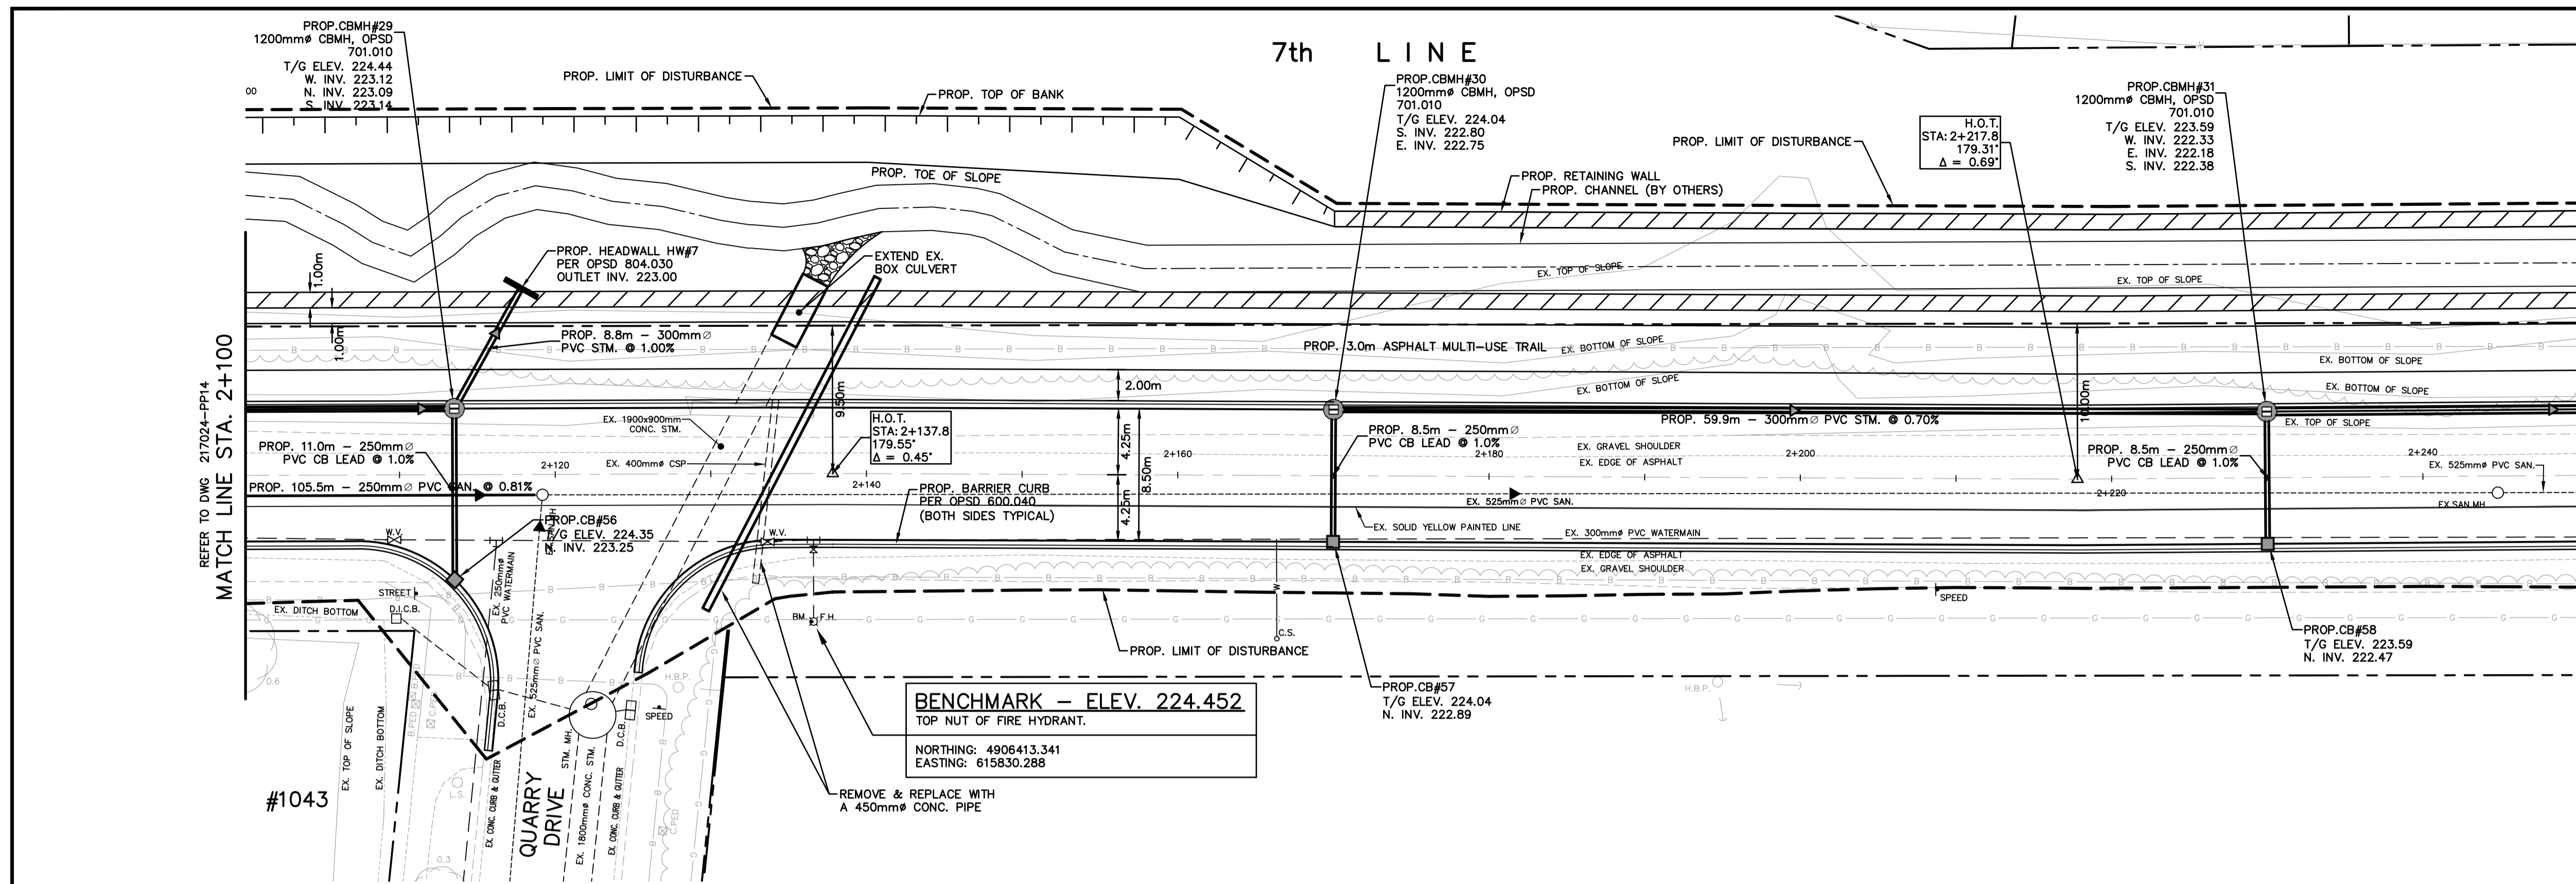 PROP.CBMH#29
1200mmø CBMH, OPSD
701.010
T/G ELEV. 224.44
W. INV. 223.12
N. INV. 223.09
S. INV. 223.14
00
PROP. LIMIT OF DISTURBANCE
PROP. TOP OF BANK
7th LINE
PROP.CBMH#30
1200mmø CBMH, OPSD
701.010
T/G ELEV. 224.04
S. INV. 222.80
E. INV. 222.75
PROP. LIMIT OF DISTURBANCE
H.O.T.
STA: 2+217.8
179.31°
Δ = 0.69°
PROP.CBMH#31
1200mmø CBMH, OPSD
701.010
T/G ELEV. 223.59
W. INV. 222.33
E. INV. 222.18
S. INV. 222.38
PROP. TOE OF SLOPE
PROP. RETAINING WALL
PROP. CHANNEL (BY OTHERS)
PROP. HEADWALL HW#7
PER OPSD 804.030
OUTLET INV. 223.00
EXTEND EX.
BOX CULVERT
EX. TOP OF SLOPE
EX. TOP OF SLOPE
1.00m
1.00m
PROP. 8.8m – 300mm∅
PVC STM. @ 1.00%
PROP. 3.0m ASPHALT MULTI-USE TRAIL
EX. BOTTOM OF SLOPE
EX. BOTTOM OF SLOPE
EX. BOTTOM OF SLOPE
EX. BOTTOM OF SLOPE
REFER TO DWG 217024-PP14
MATCH LINE STA. 2+100
2.00m
9.50m
10.00m
EX. 1900x900mm
CONC. STM.
H.O.T.
STA: 2+137.8
179.55°
Δ = 0.45°
PROP. 59.9m – 300mm∅ PVC STM. @ 0.70%
EX. TOP OF SLOPE
PROP. 11.0m – 250mm∅
PVC CB LEAD @ 1.0%
EX. 400mmø CSP
4.25m
8.50m
4.25m
PROP. 8.5m – 250mm∅
PVC CB LEAD @ 1.0%
EX. GRAVEL SHOULDER
EX. EDGE OF ASPHALT
PROP. 8.5m – 250mm∅
PVC CB LEAD @ 1.0%
2+120
2+140
2+160
2+180
2+200
2+220
2+240
EX. 525mm∅ PVC SAN.
PROP. 105.5m – 250mm∅ PVC SAN. @ 0.81%
PROP. BARRIER CURB
PER OPSD 600.040
(BOTH SIDES TYPICAL)
EX. 525mm∅ PVC SAN.
EX.SAN.MH
PROP.CB#56
T/G ELEV. 224.35
N. INV. 223.25
W.V.
W.V.
EX. SOLID YELLOW PAINTED LINE
EX. 300mmø PVC WATERMAIN
EX. EDGE OF ASPHALT
EX. GRAVEL SHOULDER
EX. 250mmø
PVC WATERMAIN
STREET
D.I.C.B.
EX. DITCH BOTTOM
BM.
F.H.
W
C.S.
SPEED
EX. 525mmø PVC SAN.
PROP. LIMIT OF DISTURBANCE
PROP.CB#58
T/G ELEV. 223.59
N. INV. 222.47
0.6
H.B.P.
H.B.P.
PROP.CB#57
T/G ELEV. 224.04
N. INV. 222.89
BENCHMARK – ELEV. 224.452
TOP NUT OF FIRE HYDRANT.
NORTHING: 4906413.341
EASTING: 615830.288
EX. TOP OF SLOPE
EX. DITCH BOTTOM
B.PED
C.PED
D.C.B.
D.C.B.
SPEED
STM. MH.
L.S.
C.PED
#1043
EX. CONC. CURB & GUTTER
QUARRY
DRIVE
EX. 1800mmø CONC. STM.
EX. CONC. CURB & GUTTER
REMOVE & REPLACE WITH
A 450mmø CONC. PIPE
0.3